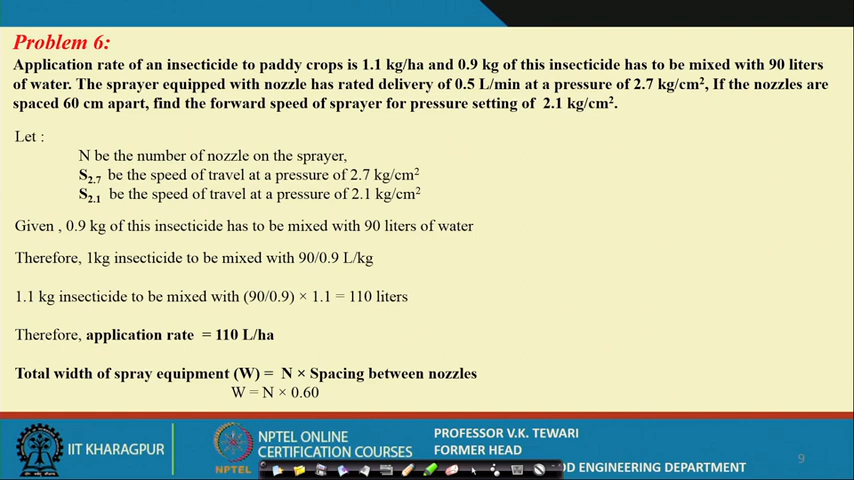 Problem 6:
Application rate of an insecticide to paddy crops is 1.1 kg/ha and 0.9 kg of this insecticide has to be mixed with 90 liters
of water. The sprayer equipped with nozzle has rated delivery of 0.5 L/min at a pressure of 2.7 kg/cm², If the nozzles are
spaced 60 cm apart, find the forward speed of sprayer for pressure setting of 2.1 kg/cm².
Let :
N be the number of nozzle on the sprayer,
S₂.₇ be the speed of travel at a pressure of 2.7 kg/cm²
S₂.₁ be the speed of travel at a pressure of 2.1 kg/cm²
Given , 0.9 kg of this insecticide has to be mixed with 90 liters of water
Therefore, 1kg insecticide to be mixed with 90/0.9 L/kg
1.1 kg insecticide to be mixed with (90/0.9) × 1.1 = 110 liters
Therefore, application rate = 110 L/ha
Total width of spray equipment (W) = N × Spacing between nozzles
W = N × 0.60
IIT KHARAGPUR
NPTEL
NPTEL ONLINE
CERTIFICATION COURSES
PROFESSOR V.K. TEWARI
FORMER HEAD
OD ENGINEERING DEPARTMENT
9